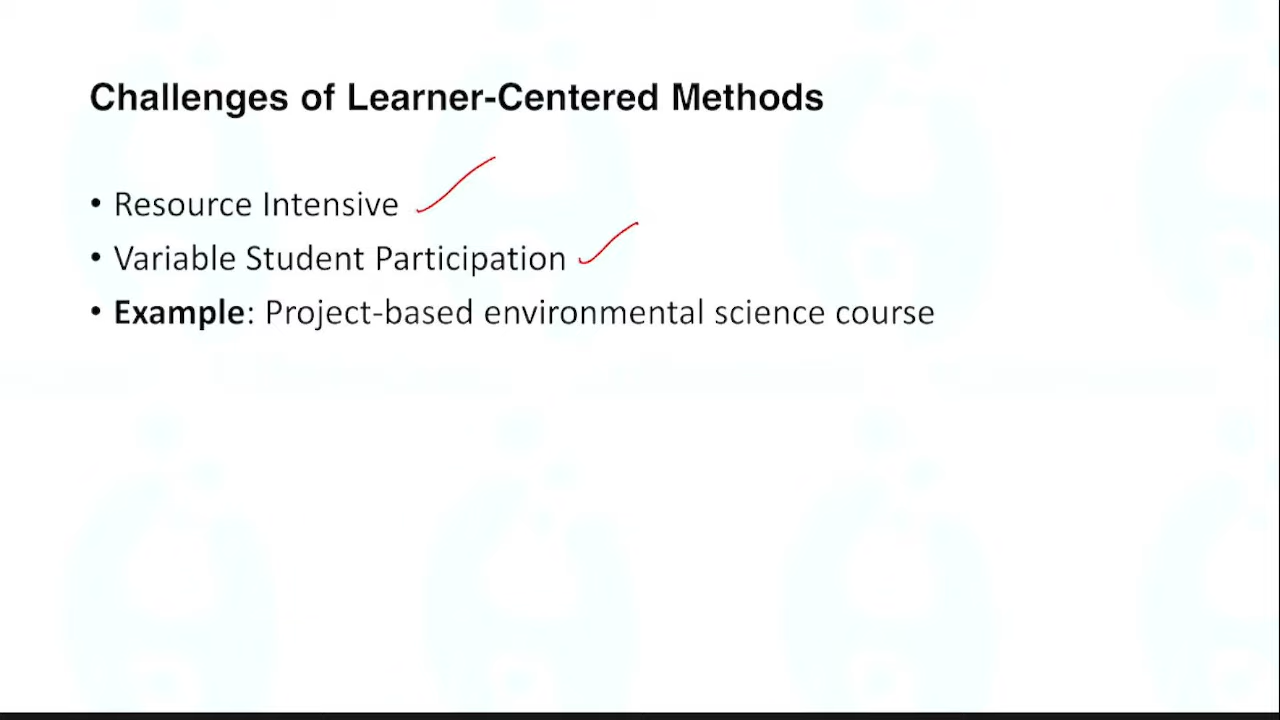 Challenges of Learner-Centered Methods
• Resource Intensive
• Variable Student Participation
• Example: Project-based environmental science course